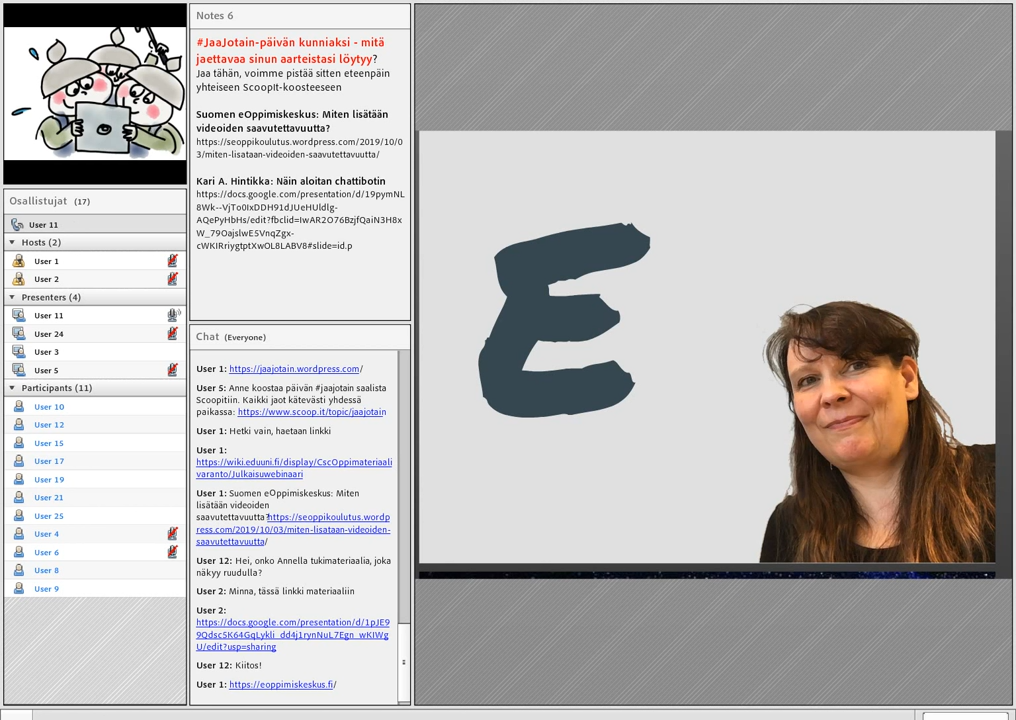 Notes 6
#JaaJotain-päivän kunniaksi - mitä
jaettavaa sinun aarteistasi löytyy?
Jaa tähän, voimme pistää sitten eteenpäin
yhteiseen ScoopIt-koosteeseen
Suomen eOppimiskeskus: Miten lisätään
videoiden saavutettavuutta?
https://seoppikoulutus.wordpress.com/2019/10/0
3/miten-lisataan-videoiden-saavutettavuutta/
Kari A. Hintikka: Näin aloitan chattibotin
https://docs.google.com/presentation/d/19pymNL
8Wk--VjTo0IxDDH91dJUeHUldlg-
AQePyHbHs/edit?fbclid=IwAR2O76BzjfQaiN3H8x
W_79OajslwE5VnqZgx-
cWKIRriygtptXwOL8LABV8#slide=id.p
Osallistujat (17)
User 11
Hosts (2)
User 1
User 2
Presenters (4)
User 11
User 24
User 3
User 5
Participants (11)
User 10
User 12
User 15
User 17
User 19
User 21
User 25
User 4
User 6
User 8
User 9
Chat (Everyone)
User 1: https://jaajotain.wordpress.com/
User 5: Anne koostaa päivän #jaajotain saalista
Scoopitiin. Kaikki jaot kätevästi yhdessä
paikassa: https://www.scoop.it/topic/jaajotain
User 1: Hetki vain, haetaan linkki
User 1:
https://wiki.eduuni.fi/display/CscOppimateriaali
varanto/Julkaisuwebinaari
User 1: Suomen eOppimiskeskus: Miten
lisätään videoiden
saavutettavuutta?https://seoppikoulutus.wordp
ress.com/2019/10/03/miten-lisataan-videoiden-
saavutettavuutta/
User 12: Hei, onko Annella tukimateriaalia, joka
näkyy ruudulla?
User 2: Minna, tässä linkki materiaaliin
User 2:
https://docs.google.com/presentation/d/1pJE9
9QdscSK64GqLykli_dd4j1rynNuL7Egn_wKIWg
U/edit?usp=sharing
User 12: Kiitos!
User 1: https://eoppimiskeskus.fi/
E